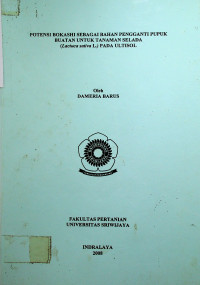 POTENSI BOKASHI SEBAGAI BAHAN PENGGANTI PUPUK
BUATAN UNTUK TANAMAN SELADA
(Lactuca sativa L.) PADA ULTISOL
Oleh
DAMERIA BARUS
FAKULTAS PERTANIAN
UNIVERSITAS SRIWIJAYA
INDRALAYA
2008